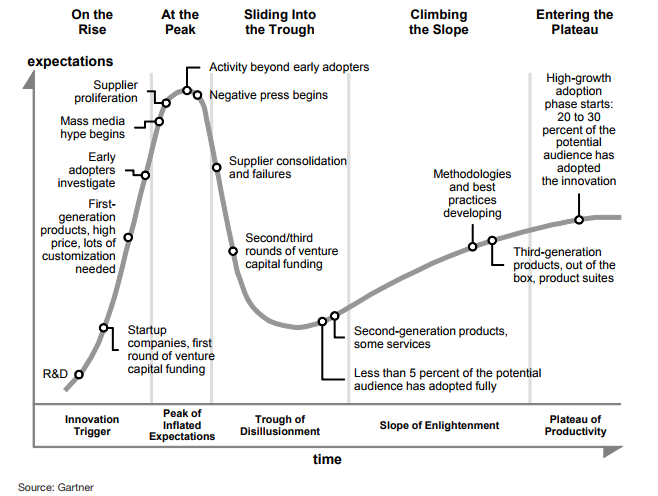 On the
Rise
At the
Peak
Sliding Into
the Trough
Climbing
the Slope
Entering the
Plateau
expectations
Activity beyond early adopters
Supplier
proliferation
Negative press begins
Mass media
hype begins
Early
adopters
investigate
First-
generation
products, high
price, lots of
customization
needed
Startup
companies, first
round of venture
capital funding
R&D
Supplier consolidation
and failures
Second/third
rounds of venture
capital funding
Methodologies
and best
practices
developing
High-growth
adoption
phase starts:
20 to 30
percent of the
potential
audience has
adopted
the innovation
Third-generation
products, out of the
box, product suites
Second-generation products,
some services
Less than 5 percent of the potential
audience has adopted fully
Innovation
Trigger
Peak of
Inflated
Expectations
Trough of
Disillusionment
Slope of Enlightenment
Plateau of
Productivity
time
Source: Gartner